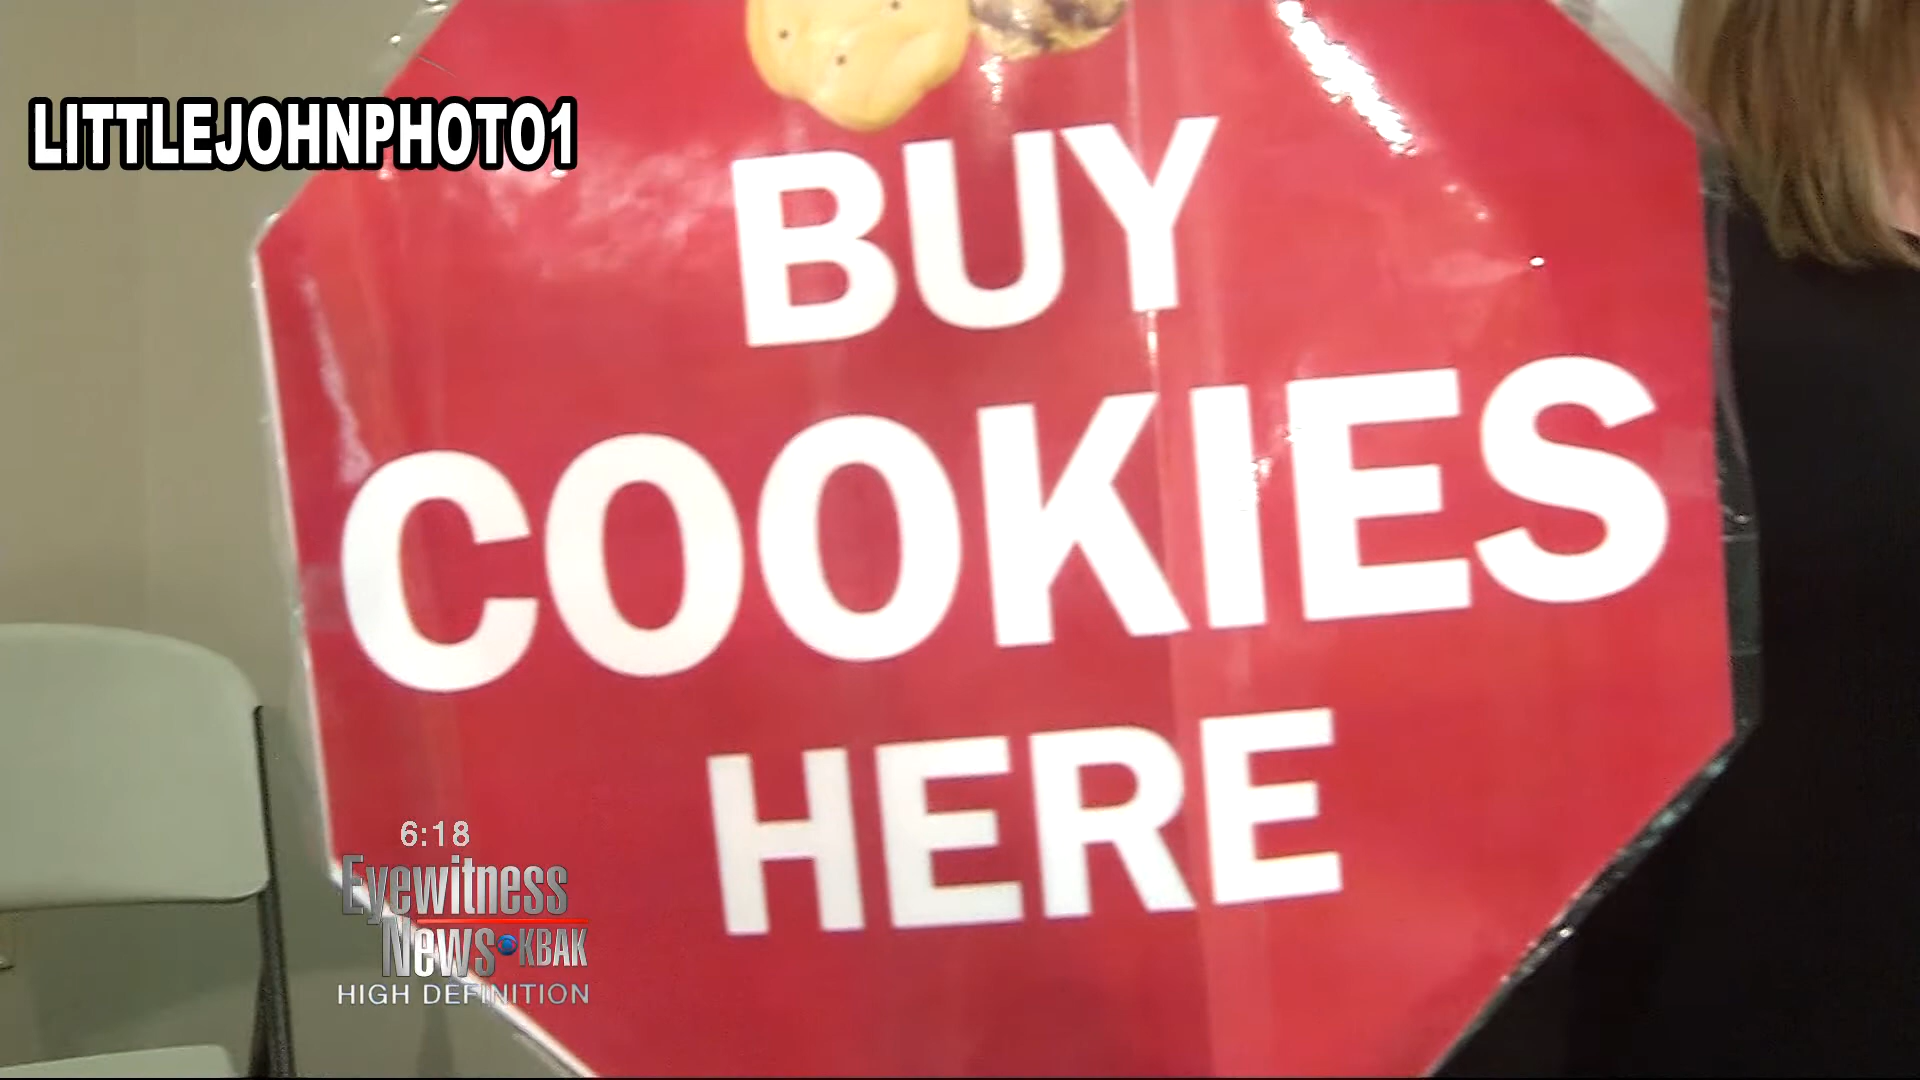 LITTLEJOHNPHOTO1
BUY
COOKIES
HERE
6:18
Eyewitness
News KBAK
HIGH DEFINITION